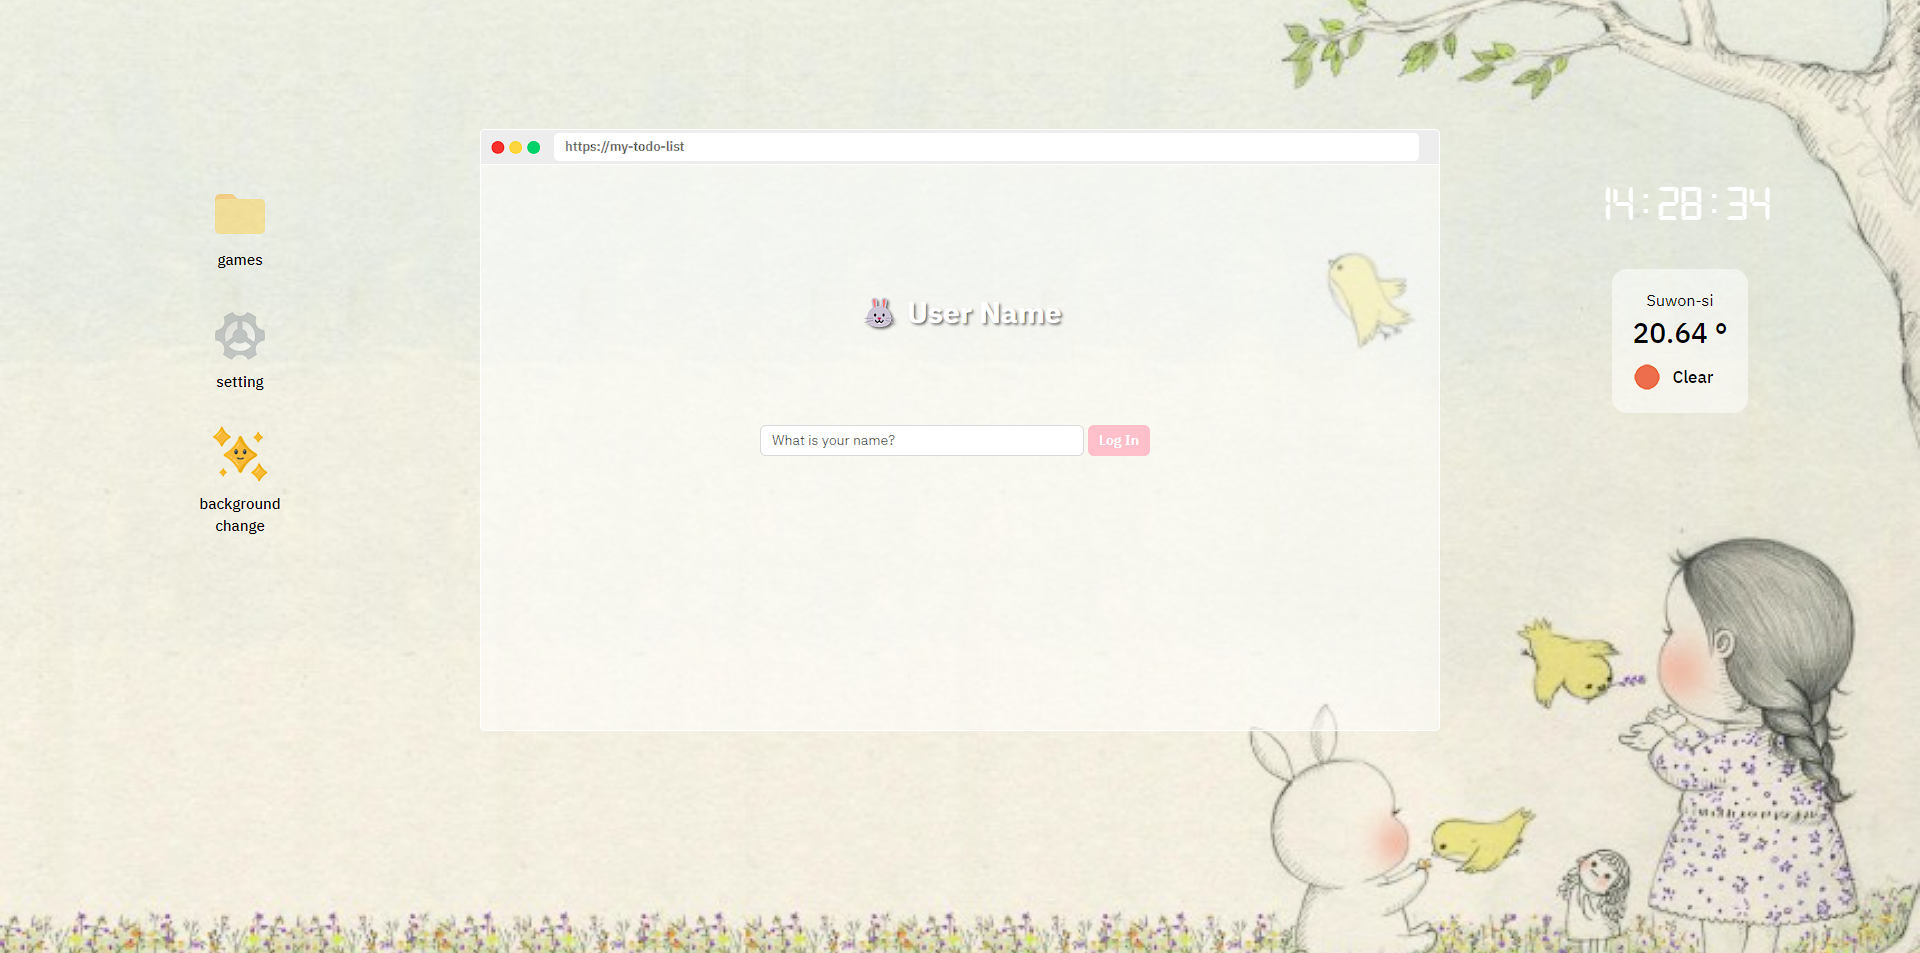 https://my-todo-list
games
setting
background
change
User Name
What is your name?
Log In
14:28:34
Suwon-si
20.64 °
Clear